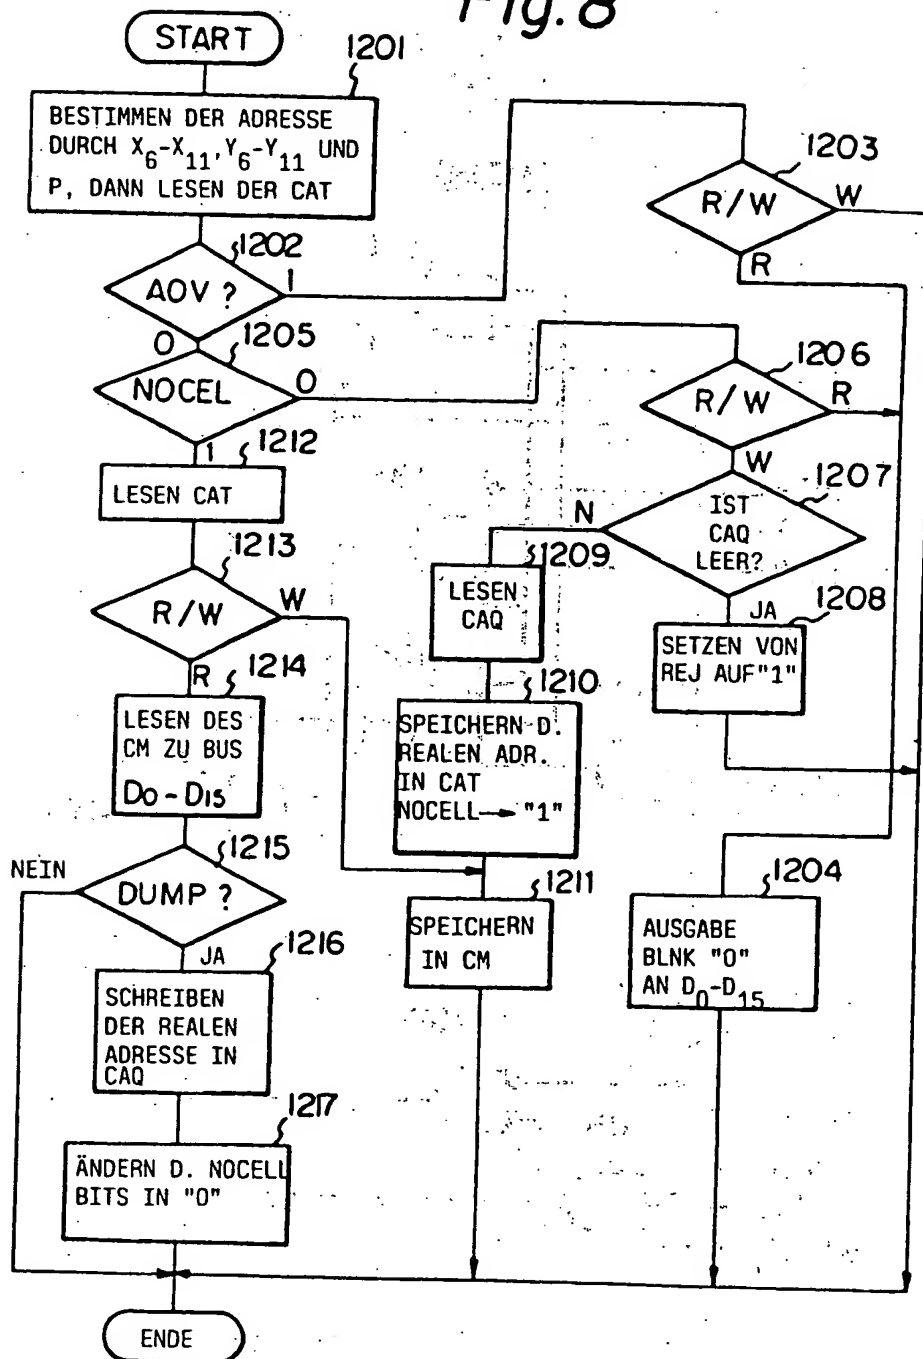 Fig. 8
START
1201
BESTIMMEN DER ADRESSE
DURCH X6-X11, Y6-Y11 UND
P, DANN LESEN DER CAT
1202
AOV ?
1
0
1203
R/W
W
R
1205
NOCEL
0
1
1206
R/W
R
W
1212
LESEN CAT
1207
IST
CAQ
LEER?
N
JA
1209
LESEN
CAQ
1208
SETZEN VON
REJ AUF"1"
1213
R/W
W
R
1214
LESEN DES
CM ZU BUS
D0-D15
1210
SPEICHERN D.
REALEN ADR.
IN CAT
NOCELL→ "1"
1215
DUMP ?
NEIN
JA
1211
SPEICHERN
IN CM
1204
AUSGABE
BLNK "0"
AN D0-D15
1216
SCHREIBEN
DER REALEN
ADRESSE IN
CAQ
1217
ÄNDERN D. NOCELL
BITS IN "0"
ENDE